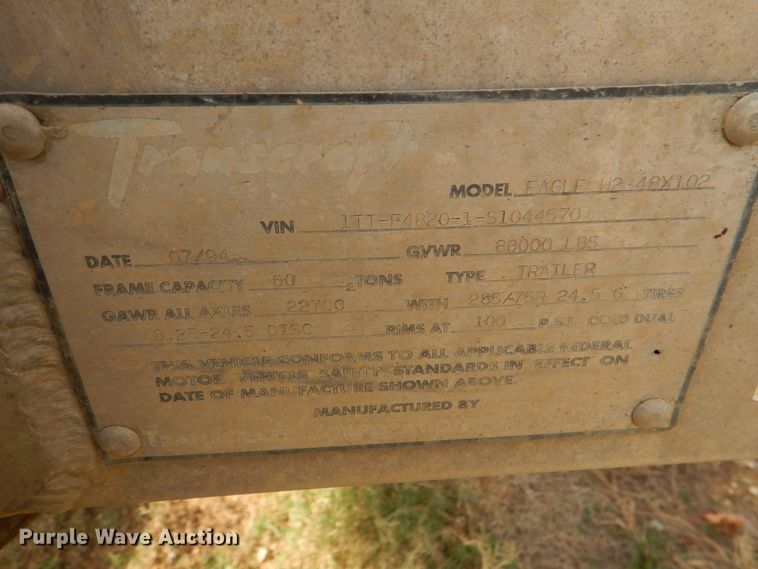 Transcraft
MODEL EAGLE W2 48X102
VIN 1TT-F4820-1-S1044570
DATE 07/94 GVWR 80000 LBS
FRAME CAPACITY 60 TONS TYPE TRAILER
GAWR ALL AXLES 22700 WITH 285/75R 24.5 G TIRES
8.25-24.5 DISC RIMS AT 100 P.S.I. COLD DUAL
THIS VEHICLE CONFORMS TO ALL APPLICABLE FEDERAL
MOTOR VEHICLE SAFETY STANDARDS IN EFFECT ON
DATE OF MANUFACTURE SHOWN ABOVE.
MANUFACTURED BY
TRANSCRAFT
Purple Wave Auction